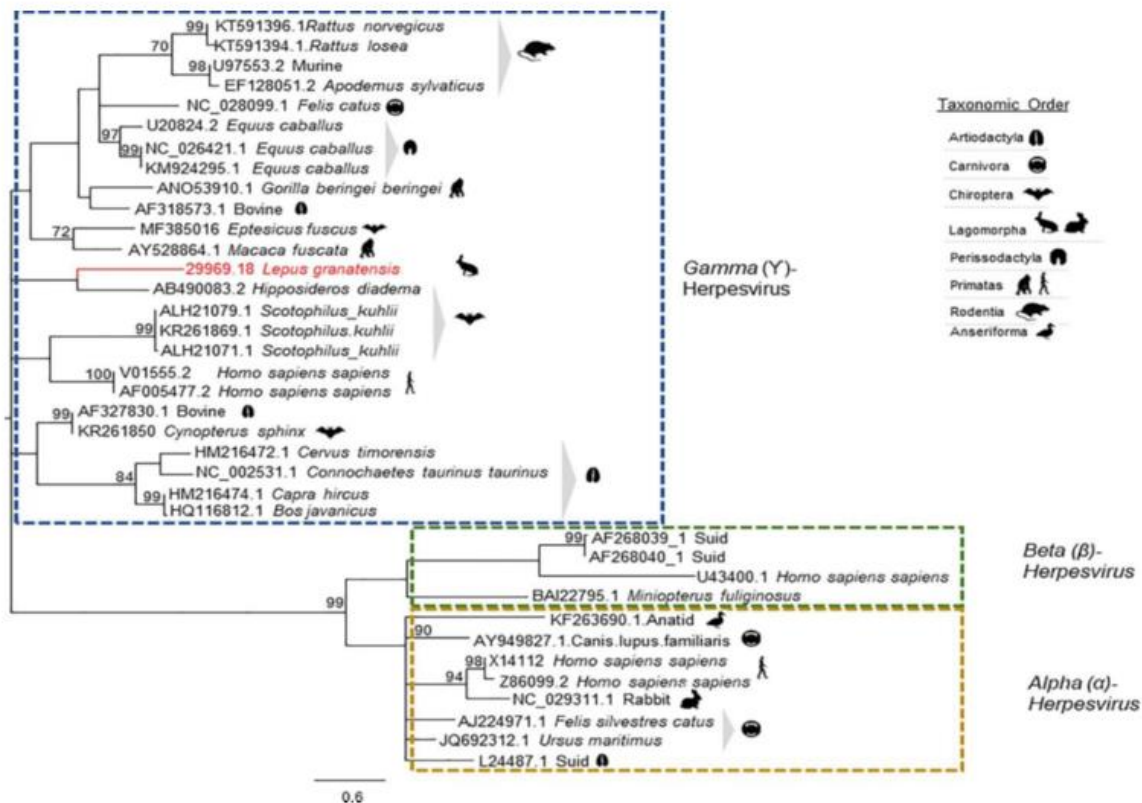 99 KT591396.1Rattus norvegicus
KT591394.1 Rattus losea
70
98 U97553.2 Murine
EF128051.2 Apodemus sylvaticus
NC_028099.1 Felis catus
U20824.2 Equus caballus
97
99 NC_026421.1 Equus caballus
KM924295.1 Equus caballus
ANO53910.1 Gorilla beringei beringei
AF318573.1 Bovine
MF385016 Eptesicus fuscus
72
AY528864.1 Macaca fuscata
29969.18 Lepus granatensis
AB490083.2 Hipposideros diadema
ALH21079.1 Scotophilus_kuhlii
99 KR261869.1 Scotophilus.kuhlii
ALH21071.1 Scotophilus_kuhlii
100 V01555.2 Homo sapiens sapiens
AF005477.2 Homo sapiens sapiens
99 AF327830.1 Bovine
KR261850 Cynopterus sphinx
HM216472.1 Cervus timorensis
84 NC_002531.1 Connochaetes taurinus taurinus
99 HM216474.1 Capra hircus
HQ116812.1 Bos javanicus
Gamma (ϒ)-
Herpesvirus
Taxonomic Order
Artiodactyla
Carnivora
Chiroptera
Lagomorpha
Perissodactyla
Primatas
Rodentia
Anseriforma
99 AF268039_1 Suid
AF268040_1 Suid
U43400.1 Homo sapiens sapiens
BAI22795.1 Miniopterus fuliginosus
99
Beta (β)-
Herpesvirus
KF263690.1.Anatid
90 AY949827.1.Canis.lupus.familiaris
98 X14112 Homo sapiens sapiens
94 Z86099.2 Homo sapiens sapiens
NC_029311.1 Rabbit
AJ224971.1 Felis silvestres catus
JQ692312.1 Ursus maritimus
L24487.1 Suid
Alpha (α)-
Herpesvirus
0.6